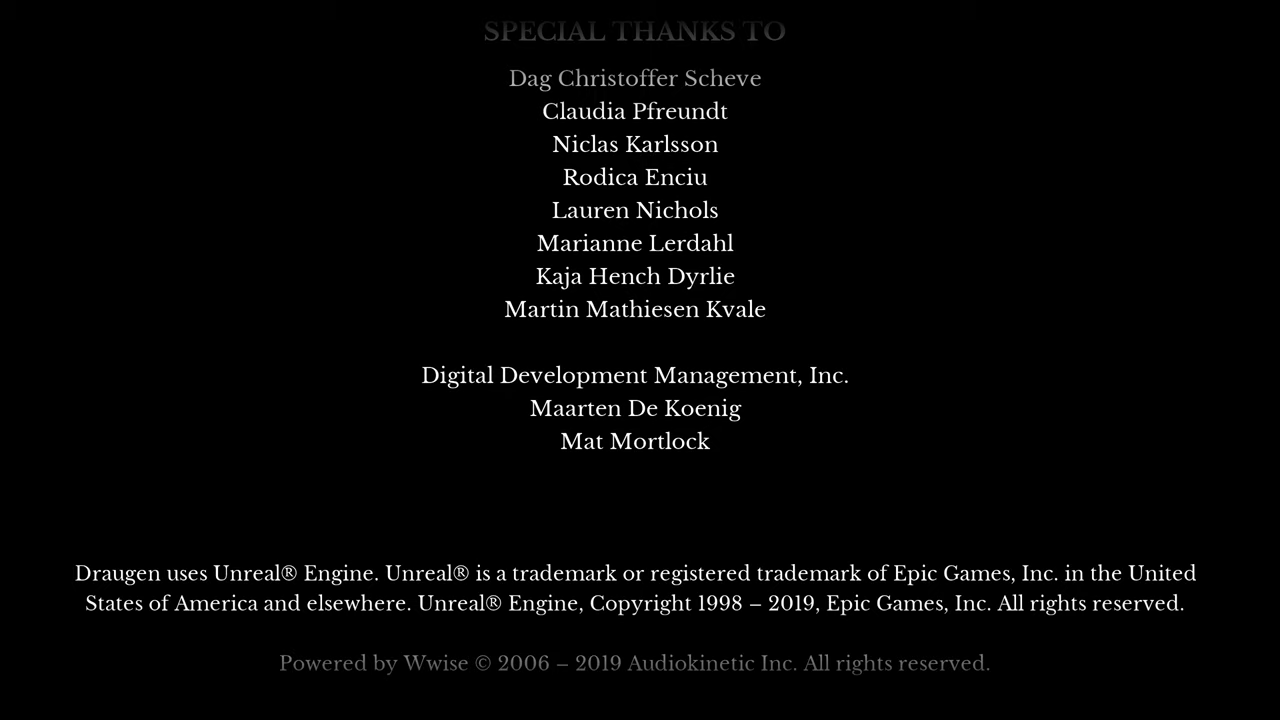 SPECIAL THANKS TO
Dag Christoffer Scheve
Claudia Pfreundt
Niclas Karlsson
Rodica Enciu
Lauren Nichols
Marianne Lerdahl
Kaja Hench Dyrlie
Martin Mathiesen Kvale
Digital Development Management, Inc.
Maarten De Koenig
Mat Mortlock
Draugen uses Unreal® Engine. Unreal® is a trademark or registered trademark of Epic Games, Inc. in the United
States of America and elsewhere. Unreal® Engine, Copyright 1998 – 2019, Epic Games, Inc. All rights reserved.
Powered by Wwise © 2006 – 2019 Audiokinetic Inc. All rights reserved.